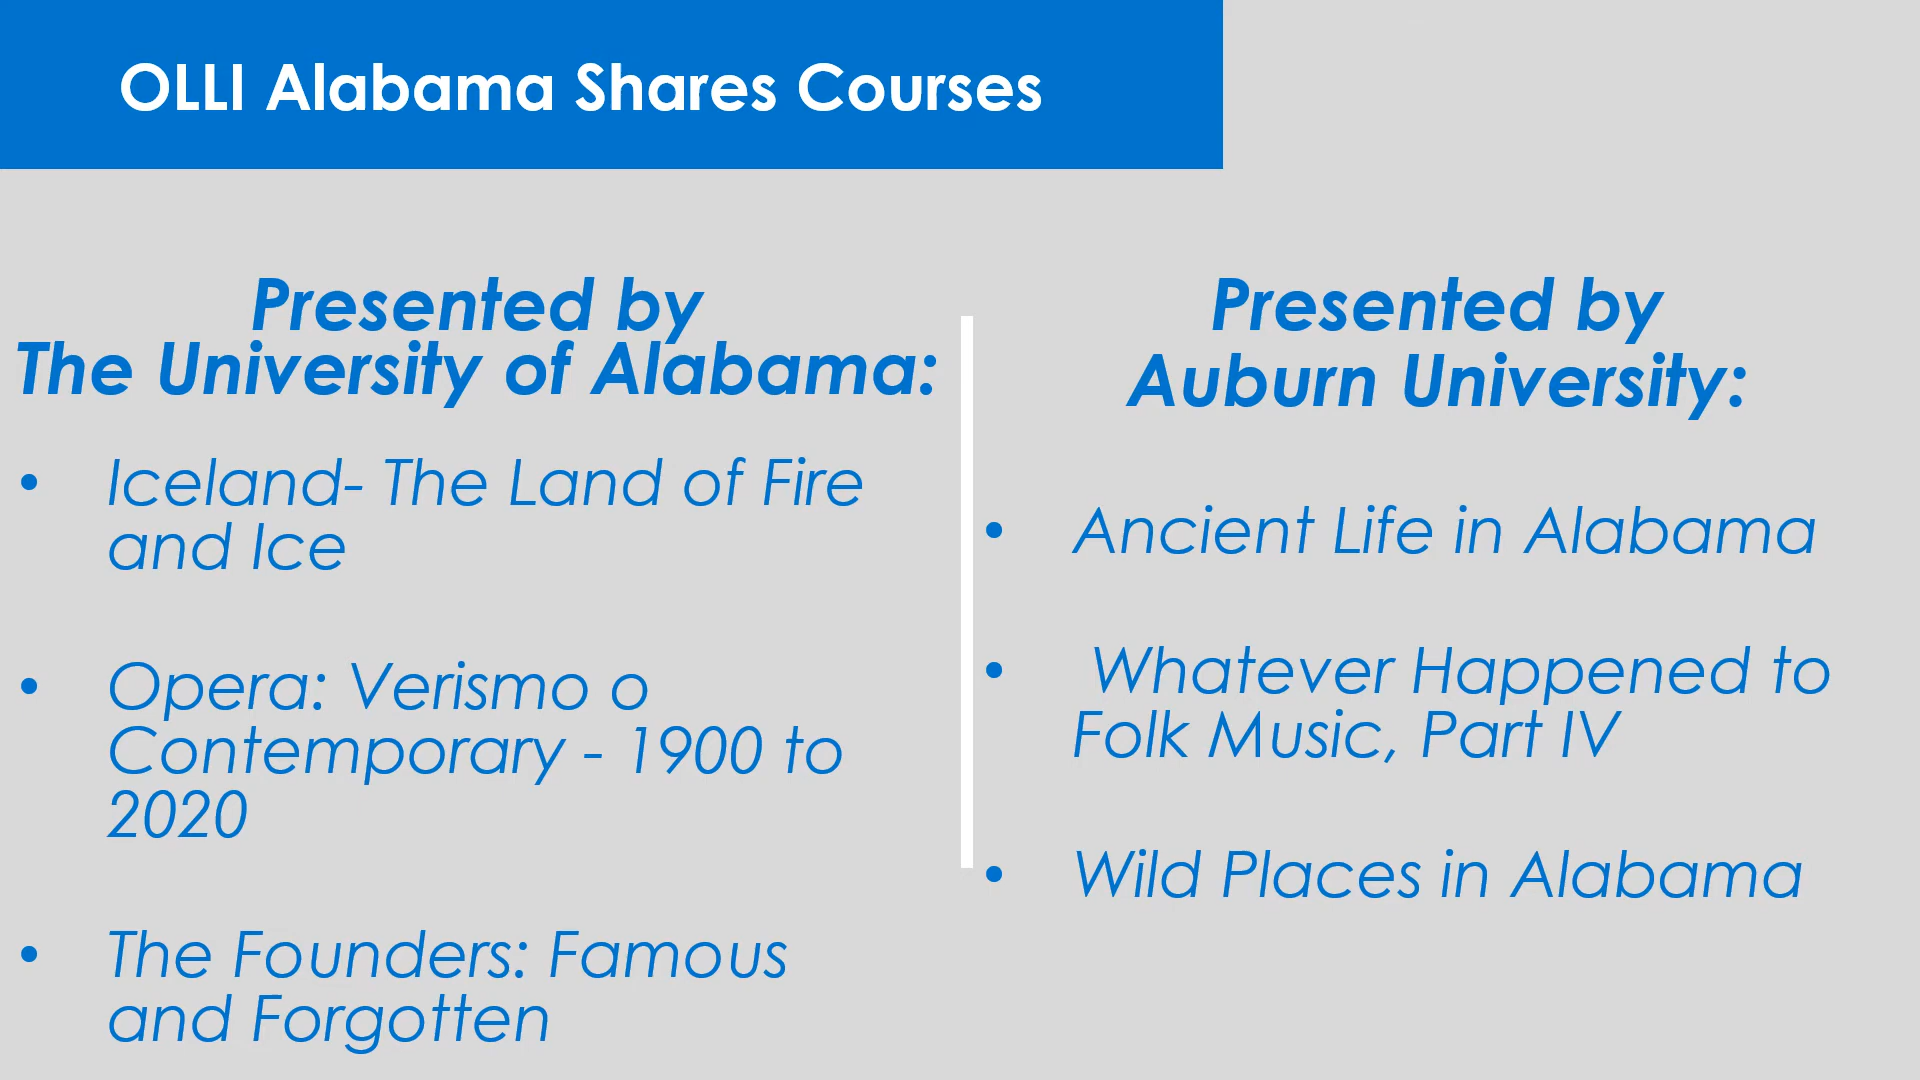 OLLI Alabama Shares Courses
Presented by
The University of Alabama:
• Iceland- The Land of Fire
and Ice
• Opera: Verismo o
Contemporary - 1900 to
2020
• The Founders: Famous
and Forgotten
Presented by
Auburn University:
• Ancient Life in Alabama
• Whatever Happened to
Folk Music, Part IV
• Wild Places in Alabama